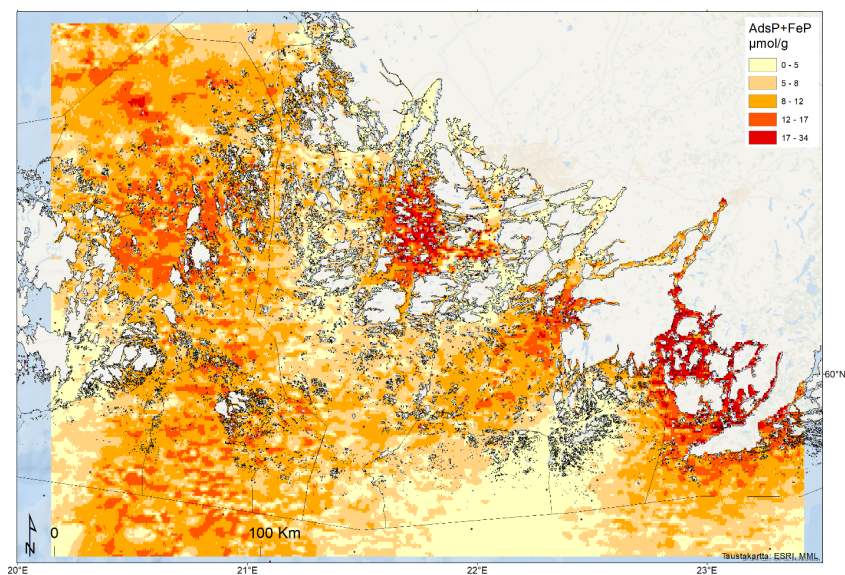 AdsP+FeP
µmol/g
0 - 5
5 - 8
8 - 12
12 - 17
17 - 34
60°N
N
0
100 Km
Taustakartta: ESRI, MML
20°E
21°E
22°E
23°E